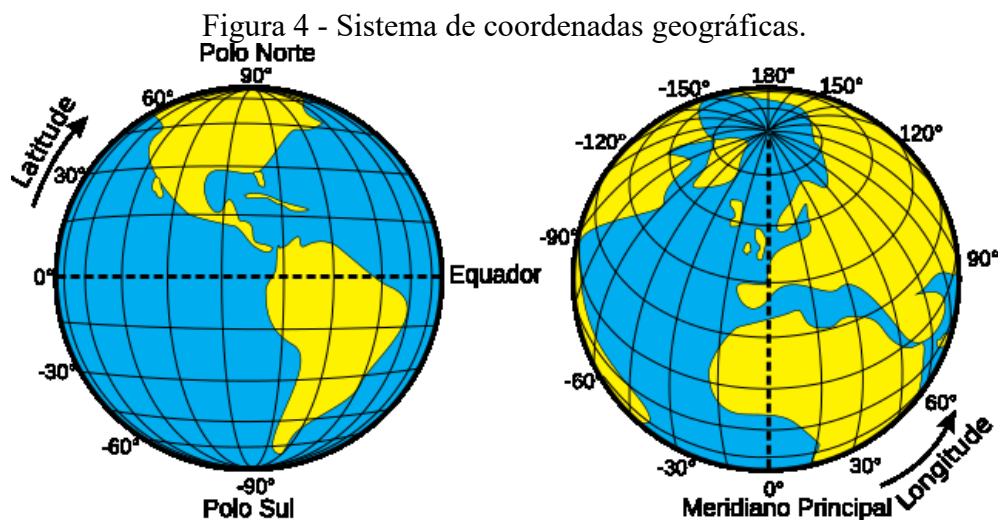 Figura 4 - Sistema de coordenadas geográficas.
Polo Norte
90°
60°
Latitude
30°
0°
Equador
-30°
-60°
-90°
Polo Sul
180°
-150°
150°
-120°
120°
-90°
90°
-60°
60°
-30°
30°
0°
Longitude
Meridiano Principal